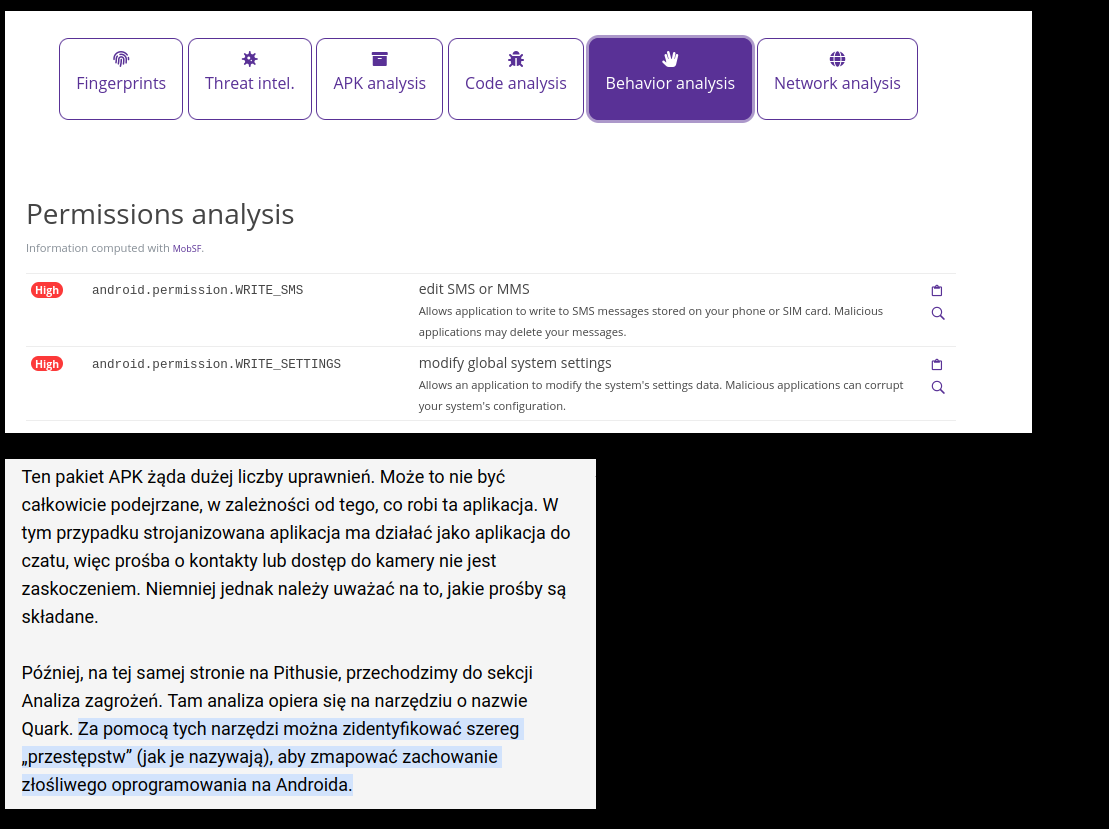 Fingerprints
Threat intel.
APK analysis
Code analysis
Behavior analysis
Network analysis
Permissions analysis
Information computed with MobSF.
High android.permission.WRITE_SMS edit SMS or MMS
Allows application to write to SMS messages stored on your phone or SIM card. Malicious
applications may delete your messages.
High android.permission.WRITE_SETTINGS modify global system settings
Allows an application to modify the system's settings data. Malicious applications can corrupt
your system's configuration.
Ten pakiet APK żąda dużej liczby uprawnień. Może to nie być
całkowicie podejrzane, w zależności od tego, co robi ta aplikacja. W
tym przypadku strojanizowana aplikacja ma działać jako aplikacja do
czatu, więc prośba o kontakty lub dostęp do kamery nie jest
zaskoczeniem. Niemniej jednak należy uważać na to, jakie prośby są
składane.
Później, na tej samej stronie na Pithusie, przechodzimy do sekcji
Analiza zagrożeń. Tam analiza opiera się na narzędziu o nazwie
Quark. Za pomocą tych narzędzi można zidentyfikować szereg
„przestępstw” (jak je nazywają), aby zmapować zachowanie
złośliwego oprogramowania na Androida.